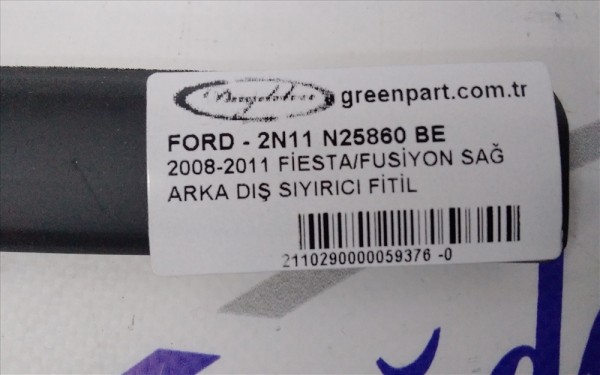 greenpart.com.tr
FORD - 2N11 N25860 BE
2008-2011 FİESTA/FUSİYON SAĞ
ARKA DIŞ SIYIRICI FİTİL
2110290000059376 -0